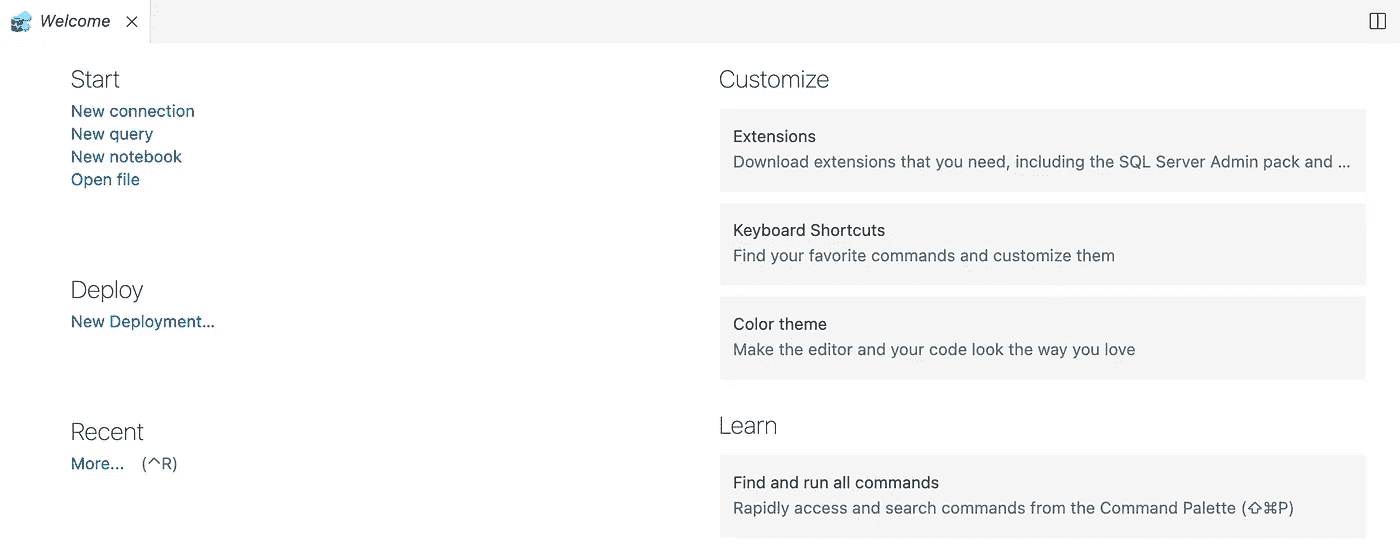 Welcome
Start
New connection
New query
New notebook
Open file
Deploy
New Deployment...
Recent
More... (^R)
Customize
Extensions
Download extensions that you need, including the SQL Server Admin pack and ...
Keyboard Shortcuts
Find your favorite commands and customize them
Color theme
Make the editor and your code look the way you love
Learn
Find and run all commands
Rapidly access and search commands from the Command Palette (⇧⌘P)